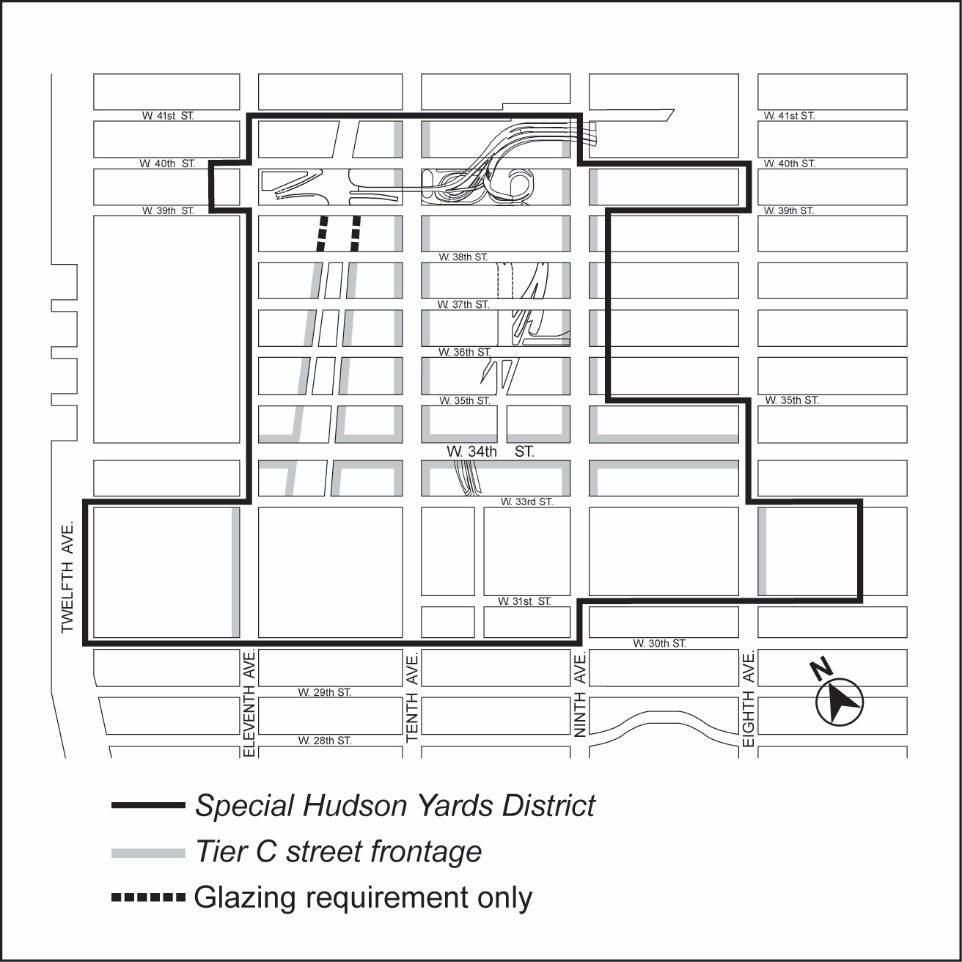 W. 41st ST.
W. 41st ST.
W. 40th ST.
W. 40th ST.
W. 39th ST.
W. 39th ST.
W. 38th ST.
W. 37th ST.
W. 36th ST.
W. 35th ST.
W. 35th ST.
W. 34th ST.
W. 33rd ST.
TWELFTH AVE.
W. 31st ST.
W. 30th ST.
ELEVENTH AVE.
TENTH AVE.
NINTH AVE.
EIGHTH AVE.
N
W. 29th ST.
W. 28th ST.
Special Hudson Yards District
Tier C street frontage
Glazing requirement only